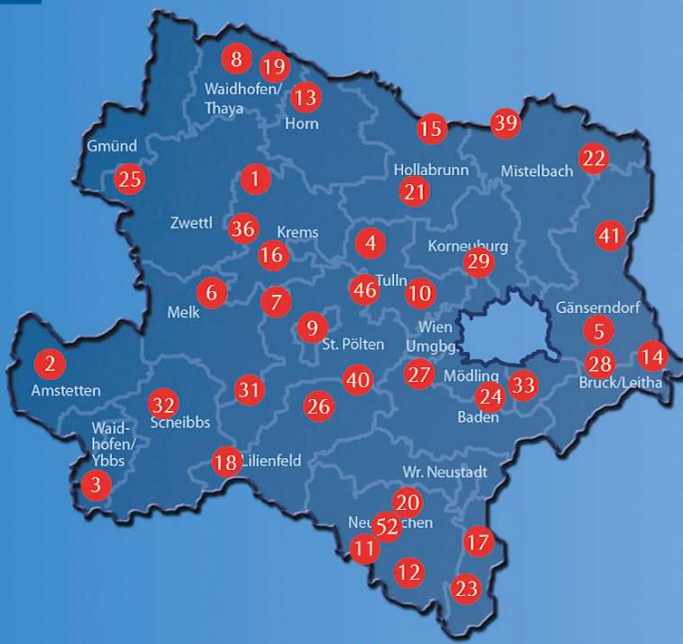 8
19
Waidhofen/
Thaya
13
Horn
15
39
Gmünd
Hollabrunn
Mistelbach
22
25
1
21
Zwettl
36
Krems
16
4
Korneuburg
29
41
6
Melk
7
46
Tulln
10
9
St. Pölten
Wien
Umgbg.
Gänserndorf
5
2
Amstetten
28
14
Bruck/Leitha
31
40
27
Mödling
33
24
Baden
32
Scheibbs
26
Waid-
hofen/
Ybbs
3
18
Lilienfeld
Wr. Neustadt
20
52
11
12
17
23